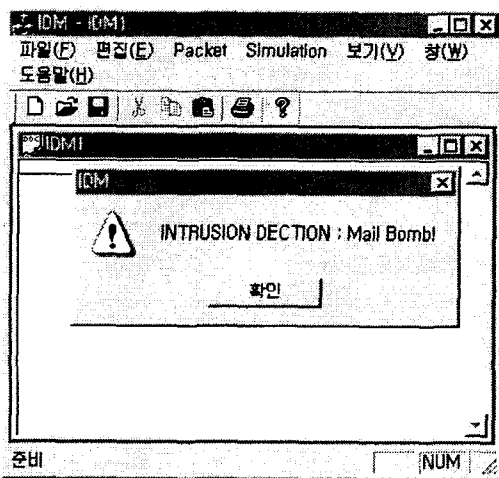 IDM - IDM1
파일(F) 편집(E) Packet Simulation 보기(V) 창(W)
도움말(H)
IDM1
IDM
INTRUSION DECTION : Mail Bomb!
확인
준비
NUM